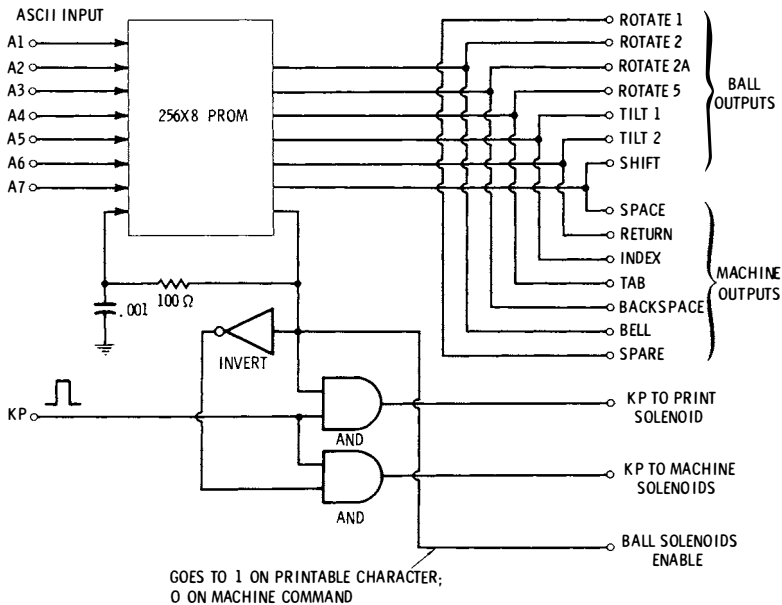 ASCII INPUT
A1
A2
A3
A4
A5
A6
A7
256X8 PROM
.001
100 Ω
INVERT
KP
AND
AND
ROTATE 1
ROTATE 2
ROTATE 2A
ROTATE 5
TILT 1
TILT 2
SHIFT
BALL
OUTPUTS
SPACE
RETURN
INDEX
TAB
BACKSPACE
BELL
SPARE
MACHINE
OUTPUTS
KP TO PRINT
SOLENOID
KP TO MACHINE
SOLENOIDS
BALL SOLENOIDS
ENABLE
GOES TO 1 ON PRINTABLE CHARACTER;
0 ON MACHINE COMMAND